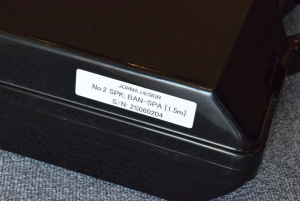 JORMA DESIGN
No.2 SPK: BAN-SPA [1.5m]
S/N: 2S060204